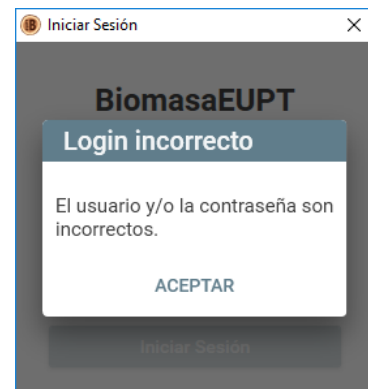 Iniciar Sesión
BiomasaEUPT
Login incorrecto
El usuario y/o la contraseña son
incorrectos.
ACEPTAR
Iniciar Sesión